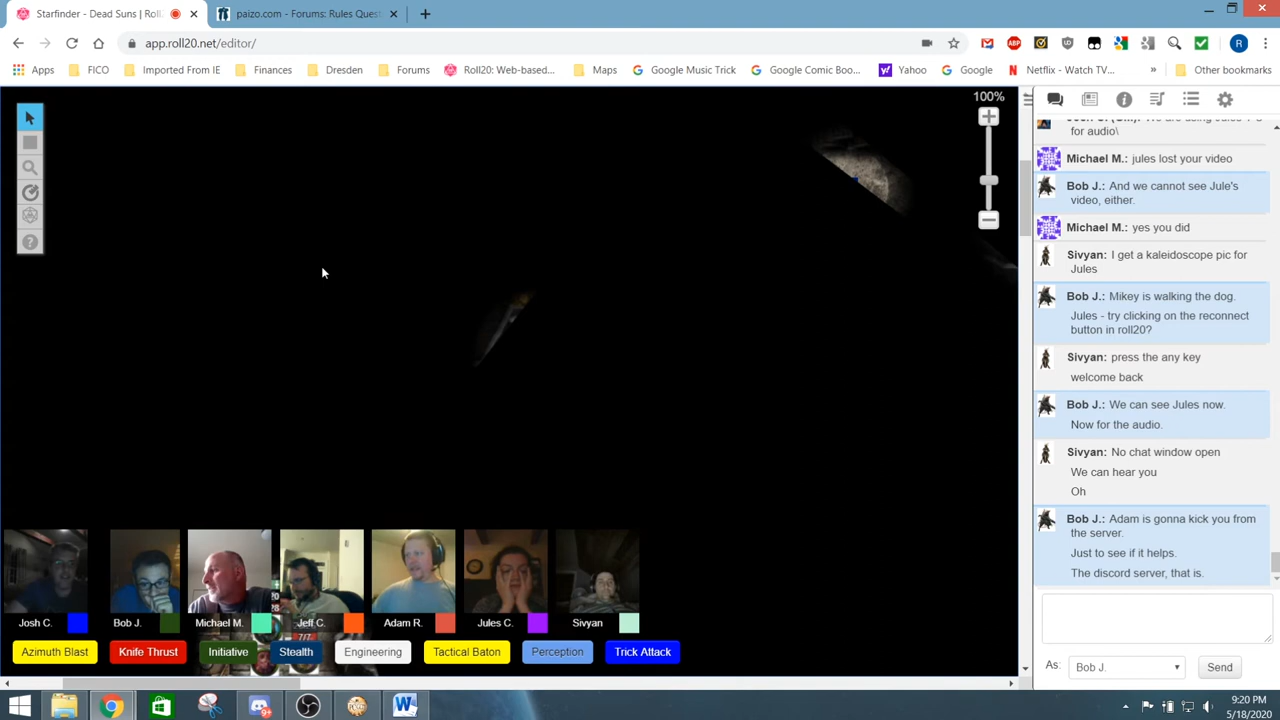 Starfinder - Dead Suns | Roll
paizo.com - Forums: Rules Quest
app.roll20.net/editor/
Apps
FICO
Imported From IE
Finances
Dresden
Forums
Roll20: Web-based...
Maps
Google Music Trick
Google Comic Boo...
Yahoo
Google
Netflix - Watch TV...
»
Other bookmarks
100%
for audio\
Michael M.: jules lost your video
Bob J.: And we cannot see Jule's
video, either.
Michael M.: yes you did
Sivyan: I get a kaleidoscope pic for
Jules
Bob J.: Mikey is walking the dog.
Jules - try clicking on the reconnect
button in roll20?
Sivyan: press the any key
welcome back
Bob J.: We can see Jules now.
Now for the audio.
Sivyan: No chat window open
We can hear you
Oh
Bob J.: Adam is gonna kick you from
the server.
Just to see if it helps.
The discord server, that is.
Josh C.
Bob J.
Michael M.
Jeff C.
Adam R.
Jules C.
Sivyan
Azimuth Blast
Knife Thrust
Initiative
Stealth
Engineering
Tactical Baton
Perception
Trick Attack
As:
Bob J.
Send
9:20 PM
5/18/2020